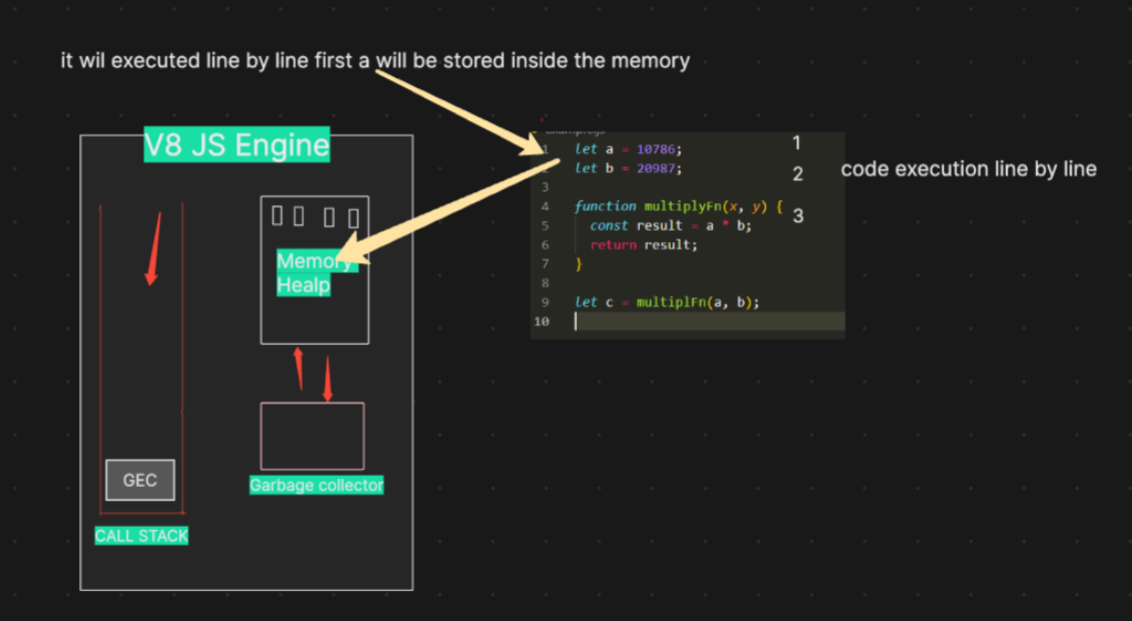 it wil executed line by line first a will be stored inside the memory
V8 JS Engine
Memory
Healp
GEC
Garbage collector
CALL STACK
1 let a = 10786; 1
let b = 20987; 2
3
4 function multiplyFn(x, y) { 3
5 const result = a * b;
6 return result;
7 }
8
9 let c = multiplFn(a, b);
10
code execution line by line